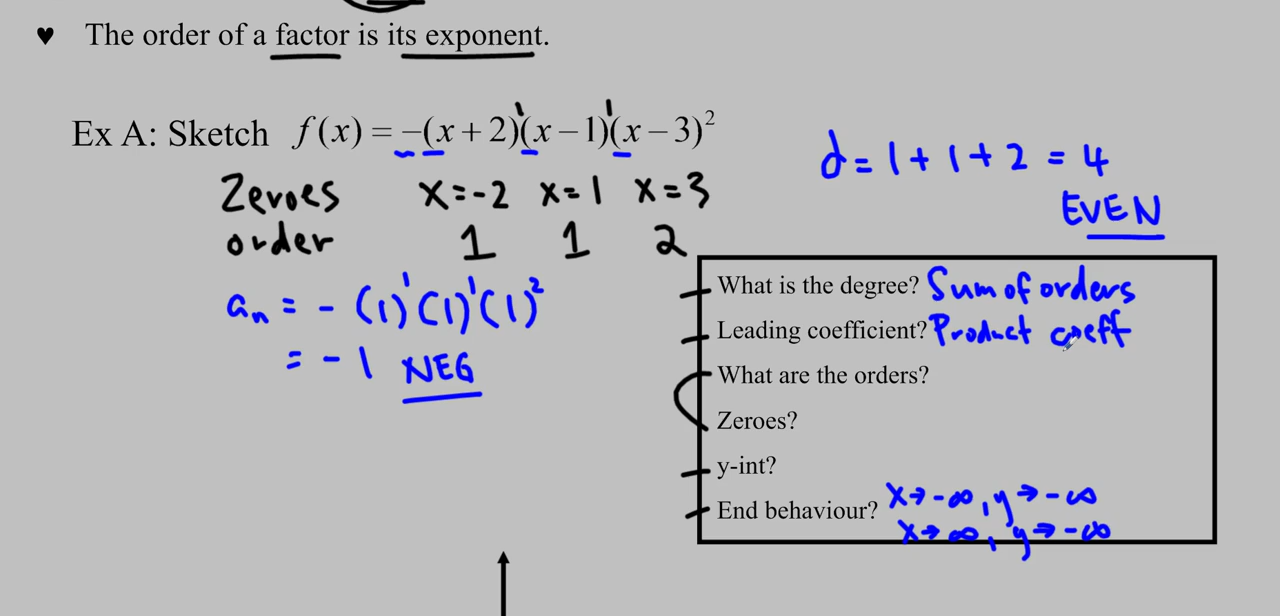 ♥ The order of a factor is its exponent.
Ex A: Sketch f(x) = −(x + 2)¹(x − 1)¹(x − 3)²
d = 1 + 1 + 2 = 4
EVEN
Zeroes x=-2 x=1 x=3
order 1 1 2
aₙ = - (1)¹(1)¹(1)²
= -1 NEG
What is the degree? Sum of orders
Leading coefficient? Product coeff
What are the orders?
Zeroes?
y-int?
End behaviour? x→-∞, y→-∞
x→∞, y→-∞